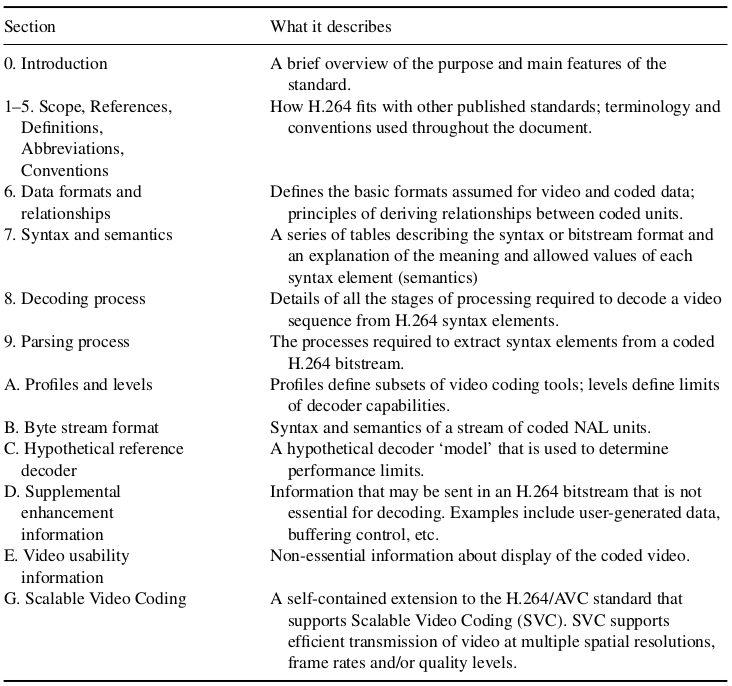 Section What it describes
0. Introduction A brief overview of the purpose and main features of the
standard.
1–5. Scope, References, How H.264 fits with other published standards; terminology and
Definitions, conventions used throughout the document.
Abbreviations,
Conventions
6. Data formats and Defines the basic formats assumed for video and coded data;
relationships principles of deriving relationships between coded units.
7. Syntax and semantics A series of tables describing the syntax or bitstream format and
an explanation of the meaning and allowed values of each
syntax element (semantics)
8. Decoding process Details of all the stages of processing required to decode a video
sequence from H.264 syntax elements.
9. Parsing process The processes required to extract syntax elements from a coded
H.264 bitstream.
A. Profiles and levels Profiles define subsets of video coding tools; levels define limits
of decoder capabilities.
B. Byte stream format Syntax and semantics of a stream of coded NAL units.
C. Hypothetical reference A hypothetical decoder ‘model’ that is used to determine
decoder performance limits.
D. Supplemental Information that may be sent in an H.264 bitstream that is not
enhancement essential for decoding. Examples include user-generated data,
information buffering control, etc.
E. Video usability Non-essential information about display of the coded video.
information
G. Scalable Video Coding A self-contained extension to the H.264/AVC standard that
supports Scalable Video Coding (SVC). SVC supports
efficient transmission of video at multiple spatial resolutions,
frame rates and/or quality levels.